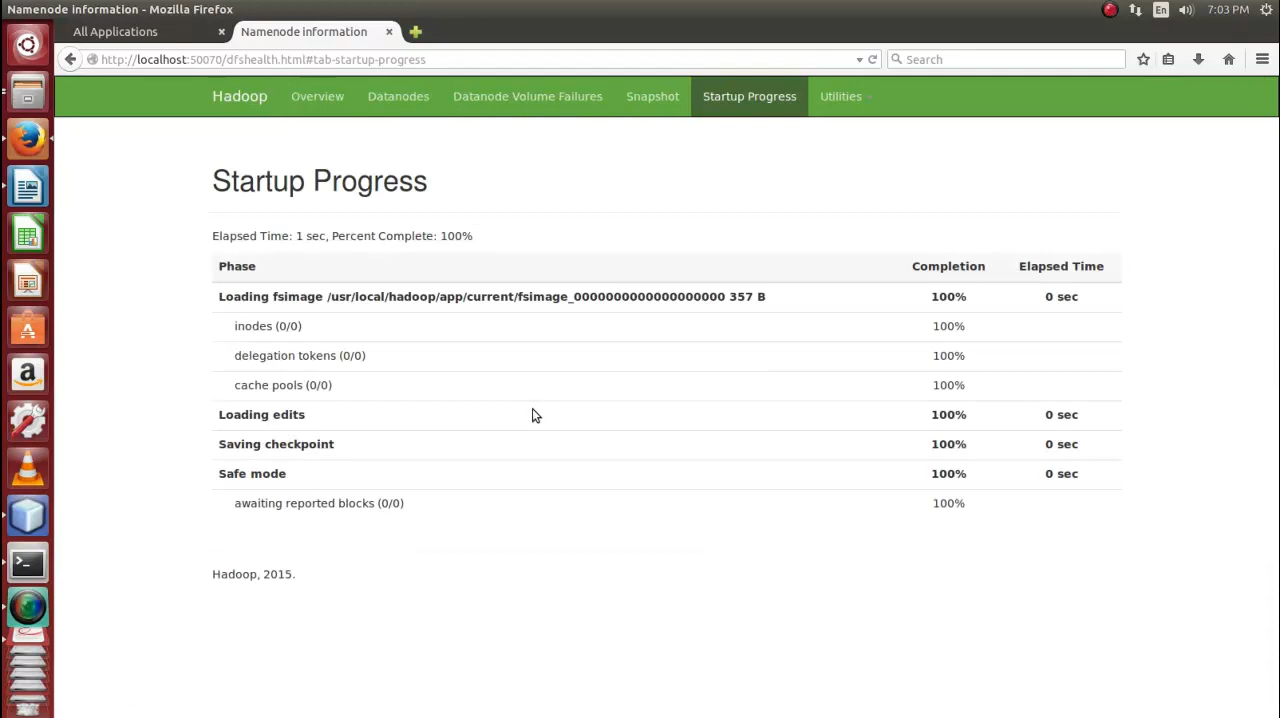 Namenode information - Mozilla Firefox
En
7:03 PM
All Applications
Namenode information
http://localhost:50070/dfshealth.html#tab-startup-progress
Search
Hadoop Overview Datanodes Datanode Volume Failures Snapshot Startup Progress Utilities
Startup Progress
Elapsed Time: 1 sec, Percent Complete: 100%
Phase Completion Elapsed Time
Loading fsimage /usr/local/hadoop/app/current/fsimage_0000000000000000000 357 B 100% 0 sec
inodes (0/0) 100%
delegation tokens (0/0) 100%
cache pools (0/0) 100%
Loading edits 100% 0 sec
Saving checkpoint 100% 0 sec
Safe mode 100% 0 sec
awaiting reported blocks (0/0) 100%
Hadoop, 2015.